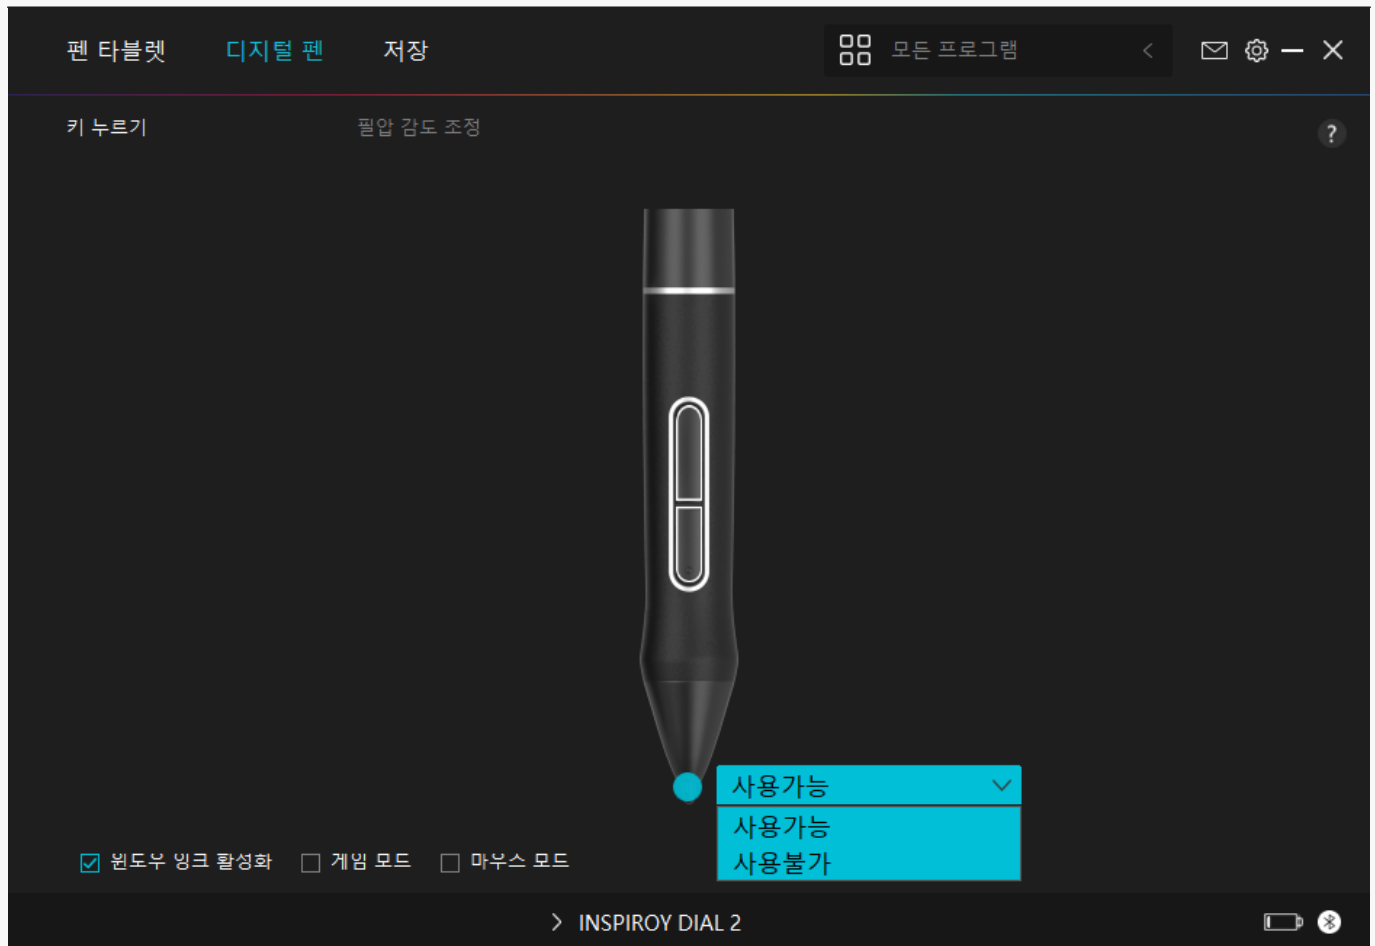 펜 타블렛 디지털 펜 저장 모든 프로그램
키 누르기 필압 감도 조정 ?
사용가능
사용가능
사용불가
윈도우 잉크 활성화 게임 모드 마우스 모드
INSPIROY DIAL 2